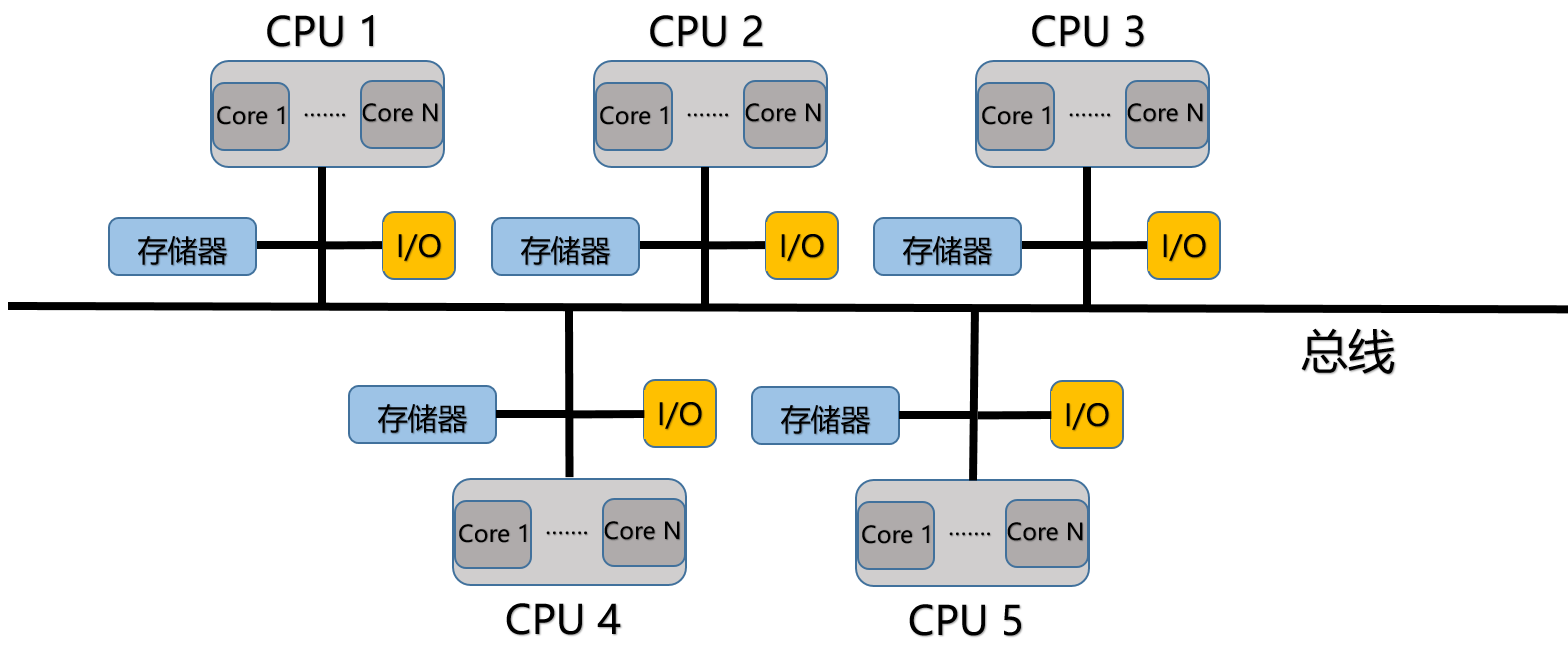 CPU 1 CPU 2 CPU 3
Core 1 ······· Core N Core 1 ······· Core N Core 1 ······· Core N
存储器 I/O 存储器 I/O 存储器 I/O
总线
存储器 I/O 存储器 I/O
Core 1 ······· Core N Core 1 ······· Core N
CPU 4 CPU 5